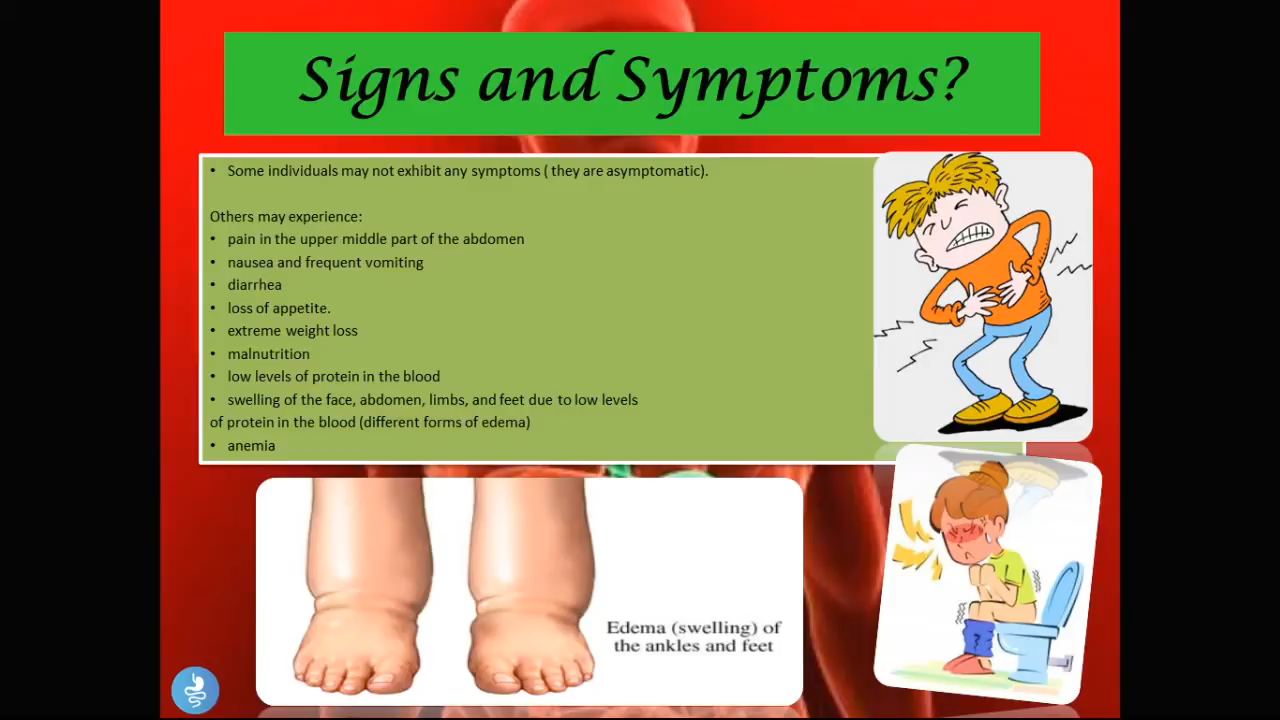 Signs and Symptoms?
• Some individuals may not exhibit any symptoms ( they are asymptomatic).
Others may experience:
• pain in the upper middle part of the abdomen
• nausea and frequent vomiting
• diarrhea
• loss of appetite.
• extreme weight loss
• malnutrition
• low levels of protein in the blood
• swelling of the face, abdomen, limbs, and feet due to low levels
of protein in the blood (different forms of edema)
• anemia
Edema (swelling) of
the ankles and feet